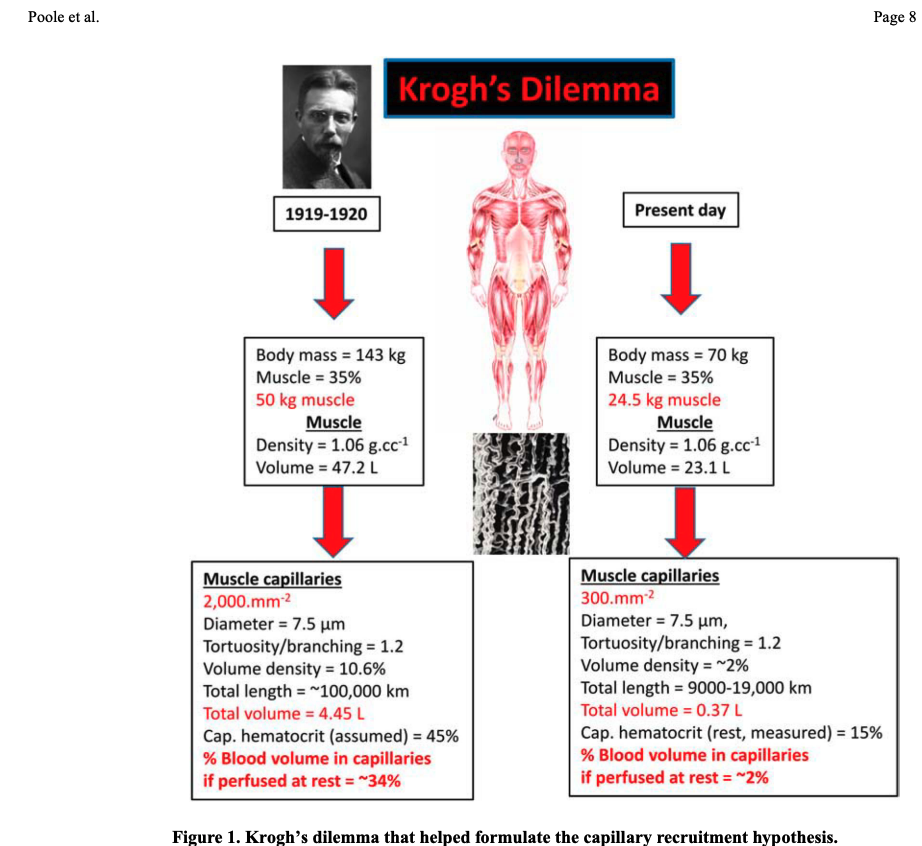 Poole et al.
Page 8
Krogh’s Dilemma
1919-1920
Present day
Body mass = 143 kg
Muscle = 35%
50 kg muscle
Muscle
Density = 1.06 g.cc⁻¹
Volume = 47.2 L
Body mass = 70 kg
Muscle = 35%
24.5 kg muscle
Muscle
Density = 1.06 g.cc⁻¹
Volume = 23.1 L
Muscle capillaries
2,000.mm⁻²
Diameter = 7.5 µm
Tortuosity/branching = 1.2
Volume density = 10.6%
Total length = ~100,000 km
Total volume = 4.45 L
Cap. hematocrit (assumed) = 45%
% Blood volume in capillaries
if perfused at rest = ~34%
Muscle capillaries
300.mm⁻²
Diameter = 7.5 µm,
Tortuosity/branching = 1.2
Volume density = ~2%
Total length = 9000-19,000 km
Total volume = 0.37 L
Cap. hematocrit (rest, measured) = 15%
% Blood volume in capillaries
if perfused at rest = ~2%
Figure 1. Krogh’s dilemma that helped formulate the capillary recruitment hypothesis.